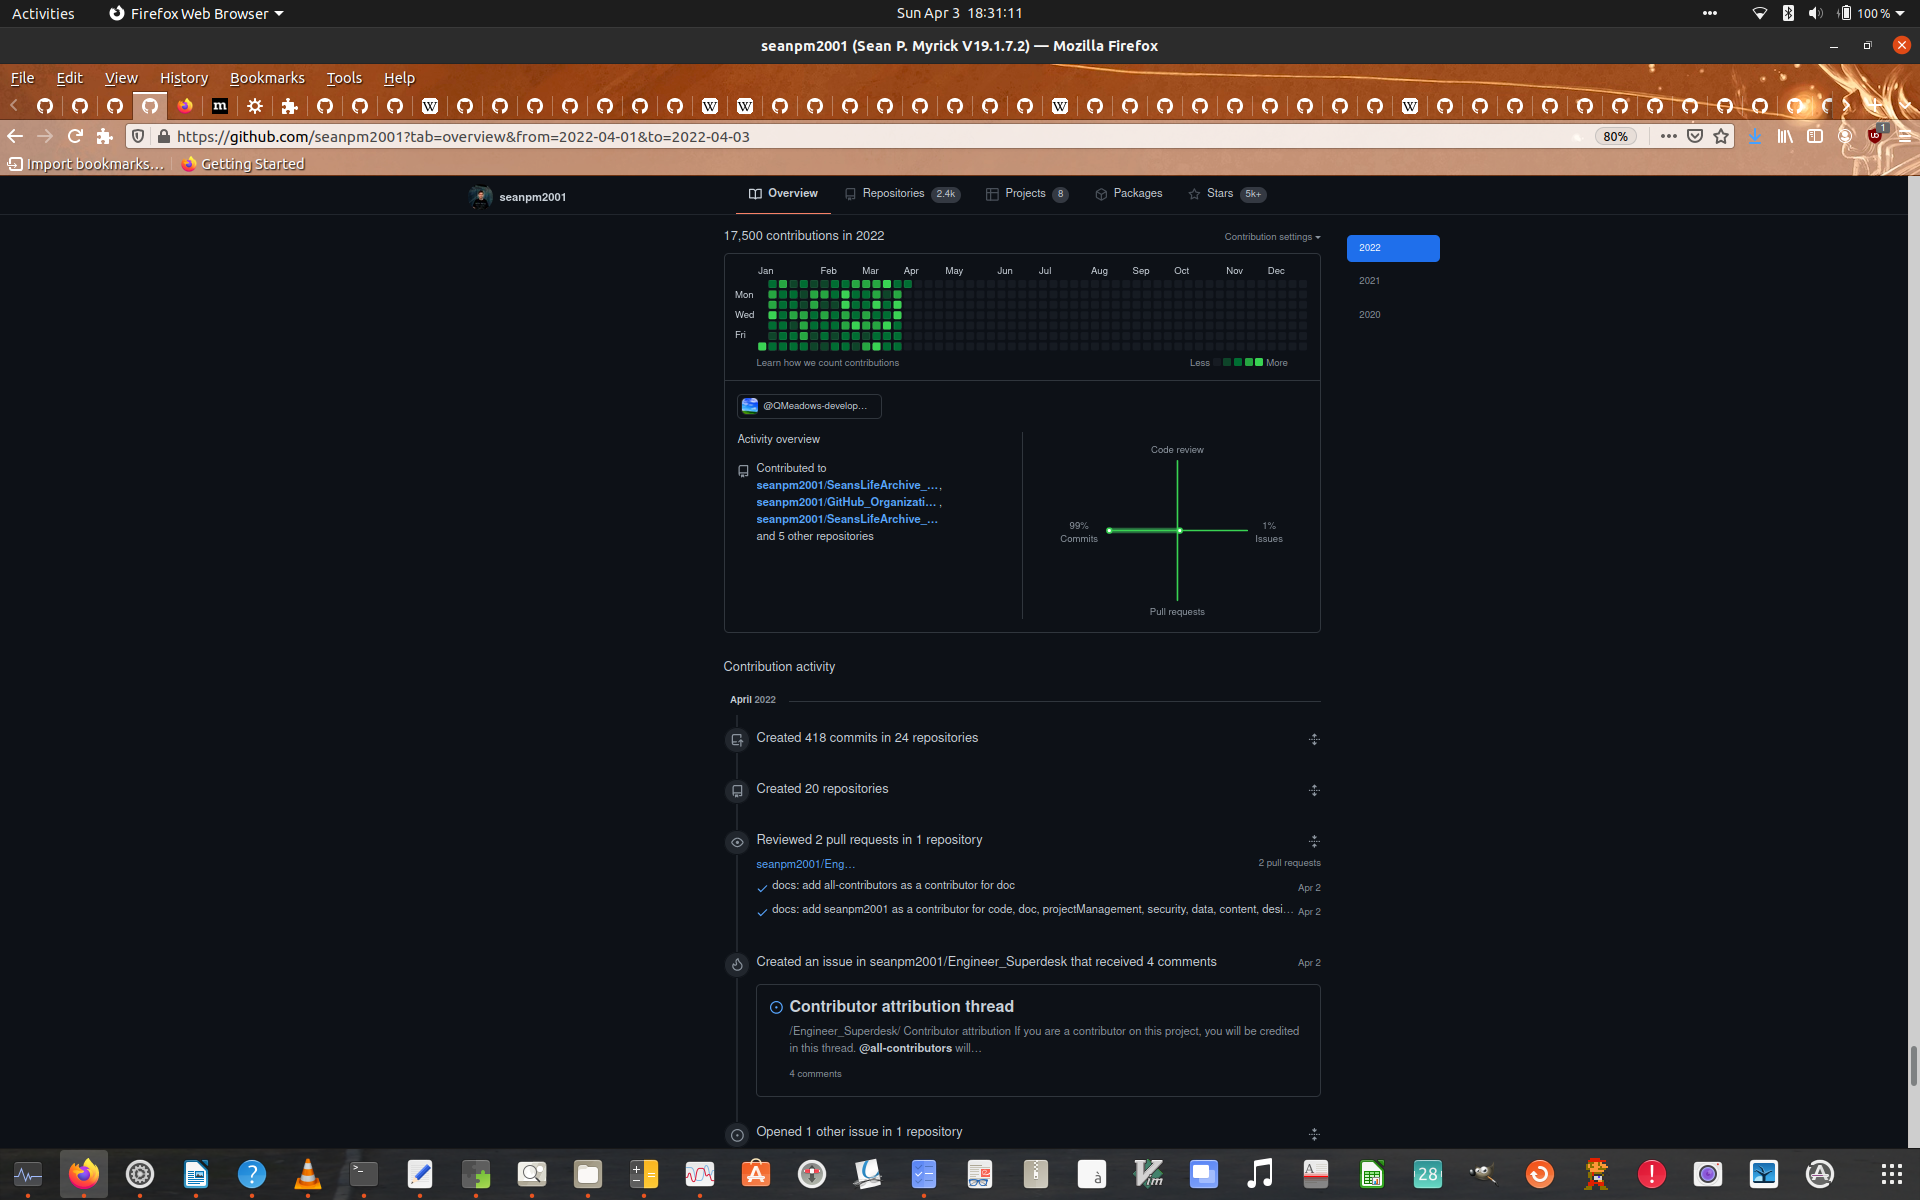 Activities
Firefox Web Browser
Sun Apr 3 18:31:11
100 %
seanpm2001 (Sean P. Myrick V19.1.7.2) — Mozilla Firefox
File Edit View History Bookmarks Tools Help
https://github.com/seanpm2001?tab=overview&from=2022-04-01&to=2022-04-03
80%
1
Import bookmarks...
Getting Started
seanpm2001
Overview
Repositories 2.4k
Projects 8
Packages
Stars 5k+
17,500 contributions in 2022
Contribution settings
2022
2021
2020
Jan Feb Mar Apr May Jun Jul Aug Sep Oct Nov Dec
Mon
Wed
Fri
Learn how we count contributions
Less
More
@QMeadows-develop...
Activity overview
Contributed to
seanpm2001/SeansLifeArchive_...,
seanpm2001/GitHub_Organizati... ,
seanpm2001/SeansLifeArchive_...
and 5 other repositories
Code review
99%
Commits
1%
Issues
Pull requests
Contribution activity
April 2022
Created 418 commits in 24 repositories
Created 20 repositories
Reviewed 2 pull requests in 1 repository
seanpm2001/Eng...
2 pull requests
docs: add all-contributors as a contributor for doc
Apr 2
docs: add seanpm2001 as a contributor for code, doc, projectManagement, security, data, content, desi...
Apr 2
Created an issue in seanpm2001/Engineer_Superdesk that received 4 comments
Apr 2
Contributor attribution thread
/Engineer_Superdesk/ Contributor attribution If you are a contributor on this project, you will be credited
in this thread. @all-contributors will...
4 comments
Opened 1 other issue in 1 repository
28